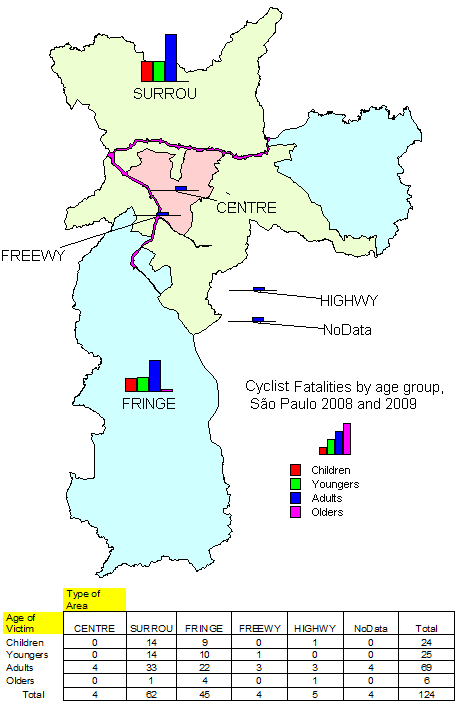 SURROU
CENTRE
FREEWY
HIGHWY
NoData
FRINGE
Cyclist Fatalities by age group,
São Paulo 2008 and 2009
Children
Youngers
Adults
Olders
Type of
Area
Age of
Victim CENTRE SURROU FRINGE FREEWY HIGHWY NoData Total
Children 0 14 9 0 1 0 24
Youngers 0 14 10 1 0 0 25
Adults 4 33 22 3 3 4 69
Olders 0 1 4 0 1 0 6
Total 4 62 45 4 5 4 124